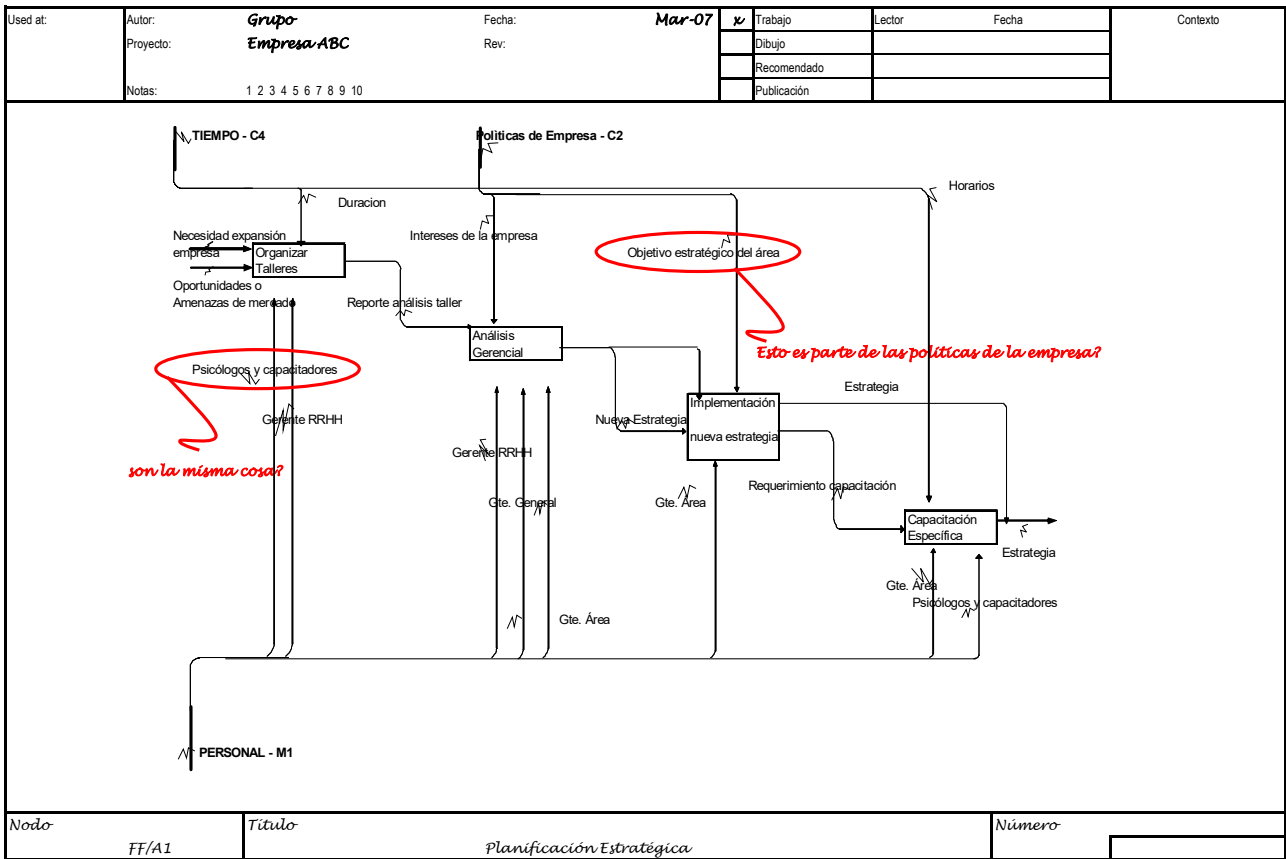 Used at:
Autor:
Grupo
Fecha:
Mar-07
x
Trabajo
Lector
Fecha
Contexto
Proyecto:
Empresa ABC
Rev:
Dibujo
Recomendado
Notas:
1 2 3 4 5 6 7 8 9 10
Publicación
TIEMPO - C4
Políticas de Empresa - C2
Horarios
Duracion
Necesidad expansión
empresa
Organizar
Talleres
Intereses de la empresa
Objetivo estratégico del área
Oportunidades o
Amenazas de mercado
Reporte análisis taller
Análisis
Gerencial
Esto es parte de las políticas de la empresa?
Psicólogos y capacitadores
Estrategia
Implementación
nueva estrategia
Gerente RRHH
Nueva Estrategia
Gerente RRHH
son la misma cosa?
Requerimiento capacitación
Gte. General
Gte. Área
Capacitación
Específica
Estrategia
Gte. Área
Psicólogos y capacitadores
Gte. Área
PERSONAL - M1
Nodo
Título
Número
FF/A1
Planificación Estratégica